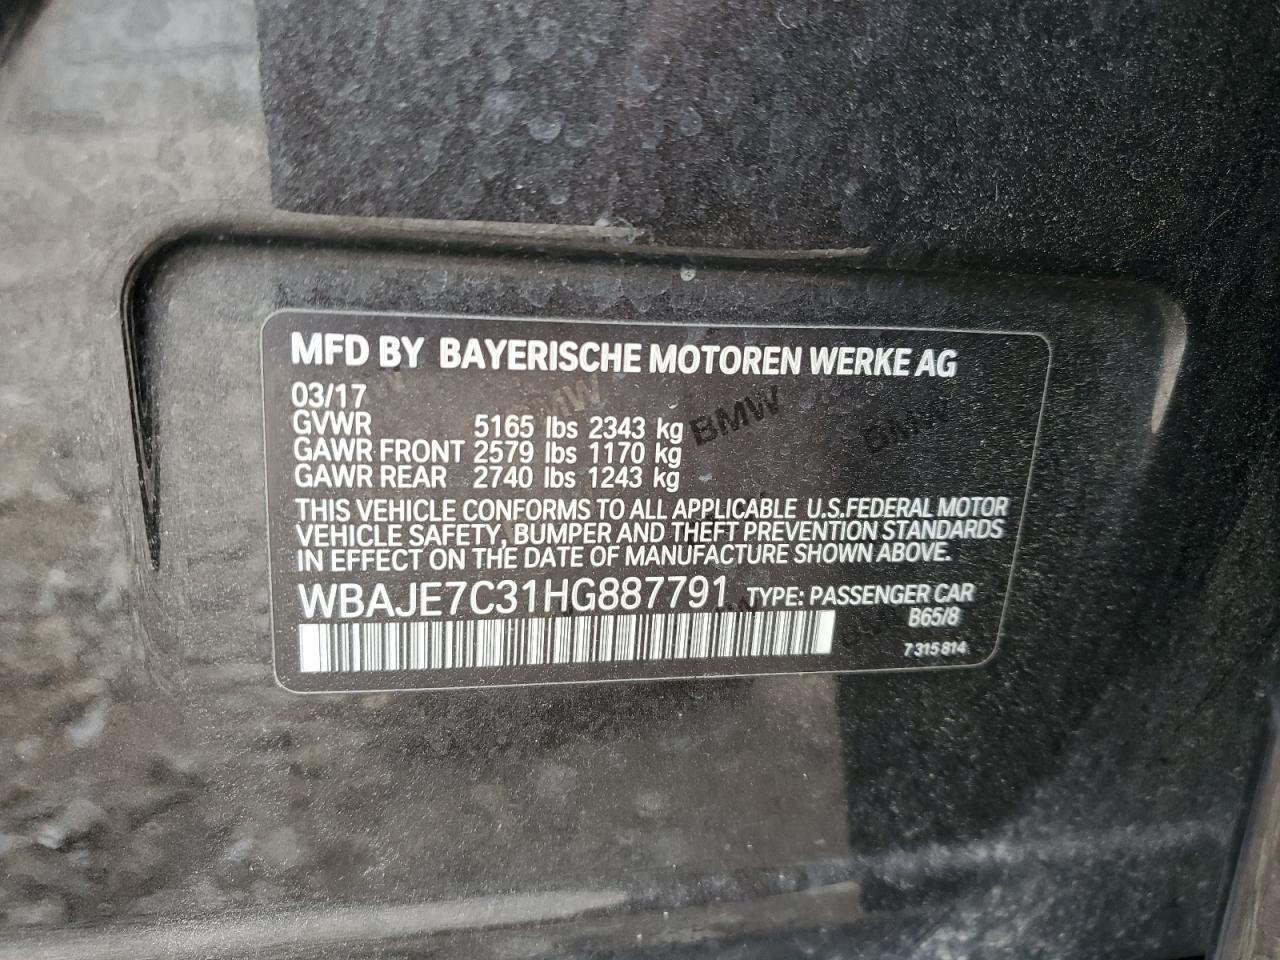 MFD BY BAYERISCHE MOTOREN WERKE AG
03/17
GVWR 5165 lbs 2343 kg
GAWR FRONT 2579 lbs 1170 kg
GAWR REAR 2740 lbs 1243 kg
BMW BMW BMW
THIS VEHICLE CONFORMS TO ALL APPLICABLE U.S.FEDERAL MOTOR
VEHICLE SAFETY, BUMPER AND THEFT PREVENTION STANDARDS
IN EFFECT ON THE DATE OF MANUFACTURE SHOWN ABOVE.
WBAJE7C31HG887791 TYPE: PASSENGER CAR
B65/8
7 315 814